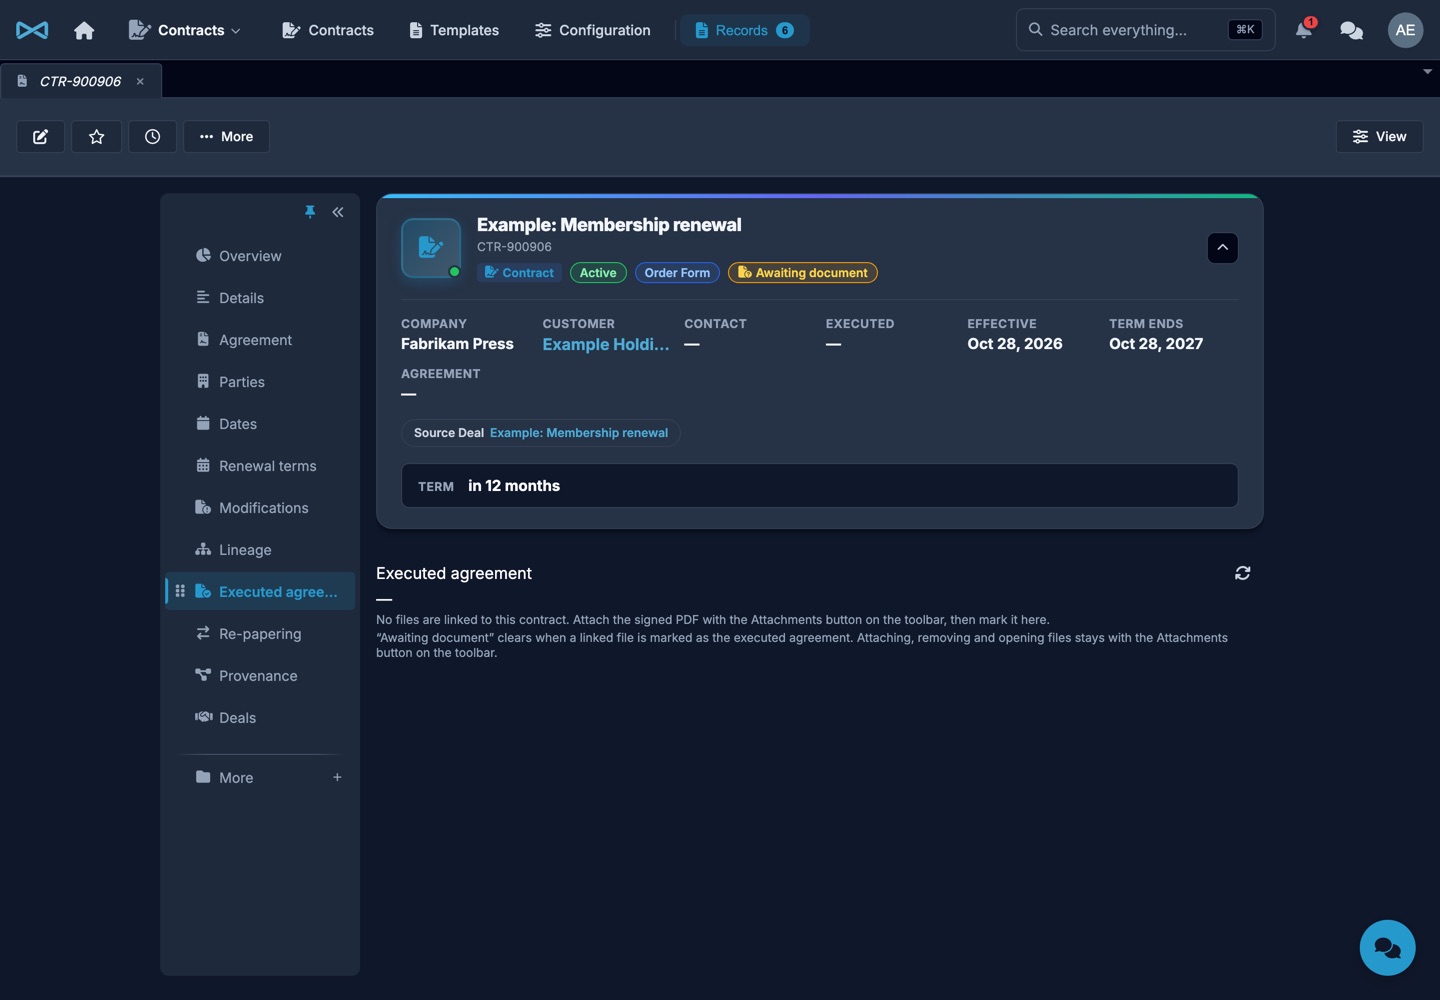 Contracts
Contracts
Templates
Configuration
Records 6
Search everything...
⌘K
1
AE
CTR-900906
More
View
Overview
Details
Agreement
Parties
Dates
Renewal terms
Modifications
Lineage
Executed agree...
Re-papering
Provenance
Deals
More
Example: Membership renewal
CTR-900906
Contract
Active
Order Form
Awaiting document
COMPANY
Fabrikam Press
CUSTOMER
Example Holdi...
CONTACT
—
EXECUTED
—
EFFECTIVE
Oct 28, 2026
TERM ENDS
Oct 28, 2027
AGREEMENT
—
Source Deal Example: Membership renewal
TERM in 12 months
Executed agreement
—
No files are linked to this contract. Attach the signed PDF with the Attachments button on the toolbar, then mark it here.
“Awaiting document” clears when a linked file is marked as the executed agreement. Attaching, removing and opening files stays with the Attachments
button on the toolbar.